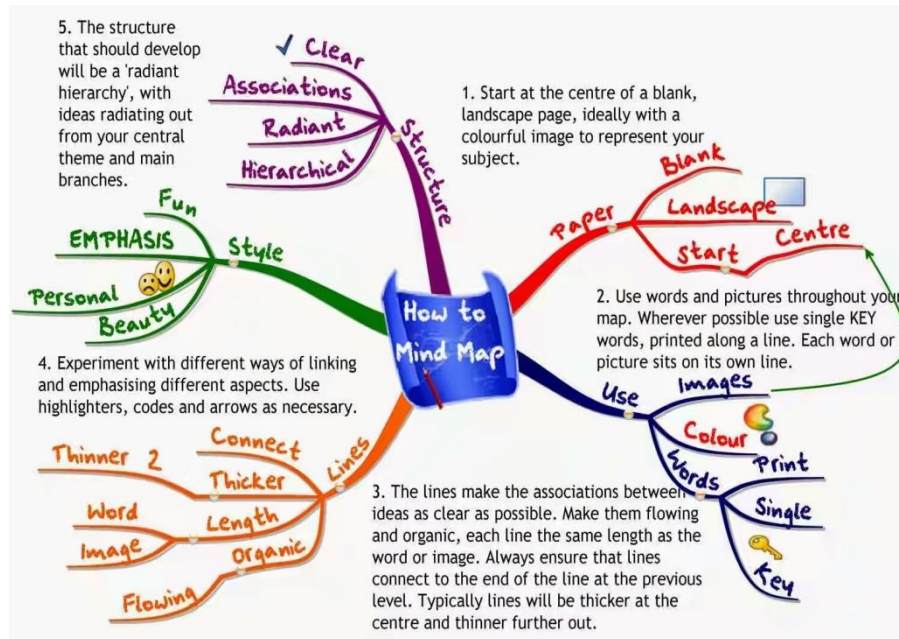 5. The structure
that should develop
will be a 'radiant
hierarchy', with
ideas radiating out
from your central
theme and main
branches.
Clear
Associations
Radiant
Hierarchical
Structure
1. Start at the centre of a blank,
landscape page, ideally with a
colourful image to represent your
subject.
Paper
Blank
Landscape
Start
Centre
Fun
EMPHASIS
Personal
Beauty
Style
How to
Mind Map
2. Use words and pictures throughout your
map. Wherever possible use single KEY
words, printed along a line. Each word or
picture sits on its own line.
Use
Images
Colour
Words
Print
Single
Key
4. Experiment with different ways of linking
and emphasising different aspects. Use
highlighters, codes and arrows as necessary.
Lines
Connect
Thinner 2
Thicker
Word
Length
Image
Organic
Flowing
3. The lines make the associations between
ideas as clear as possible. Make them flowing
and organic, each line the same length as the
word or image. Always ensure that lines
connect to the end of the line at the previous
level. Typically lines will be thicker at the
centre and thinner further out.